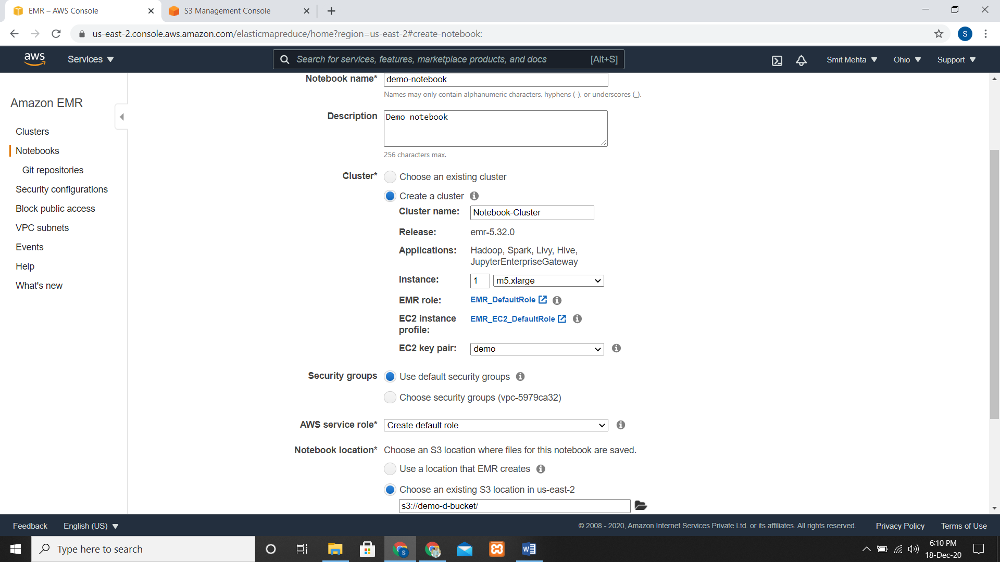 EMR – AWS Console
S3 Management Console
us-east-2.console.aws.amazon.com/elasticmapreduce/home?region=us-east-2#create-notebook:
S
aws
Services
Search for services, features, marketplace products, and docs
[Alt+S]
Smit Mehta
Ohio
Support
Amazon EMR
Clusters
Notebooks
Git repositories
Security configurations
Block public access
VPC subnets
Events
Help
What's new
Notebook name* demo-notebook
Names may only contain alphanumeric characters, hyphens (-), or underscores (_).
Description Demo notebook
256 characters max.
Cluster* Choose an existing cluster
Create a cluster
Cluster name: Notebook-Cluster
Release: emr-5.32.0
Applications: Hadoop, Spark, Livy, Hive,
JupyterEnterpriseGateway
Instance: 1 m5.xlarge
EMR role: EMR_DefaultRole
EC2 instance EMR_EC2_DefaultRole
profile:
EC2 key pair: demo
Security groups Use default security groups
Choose security groups (vpc-5979ca32)
AWS service role* Create default role
Notebook location* Choose an S3 location where files for this notebook are saved.
Use a location that EMR creates
Choose an existing S3 location in us-east-2
s3://demo-d-bucket/
Feedback
English (US)
© 2008 - 2020, Amazon Internet Services Private Ltd. or its affiliates. All rights reserved.
Privacy Policy
Terms of Use
Type here to search
S
6:10 PM
18-Dec-20